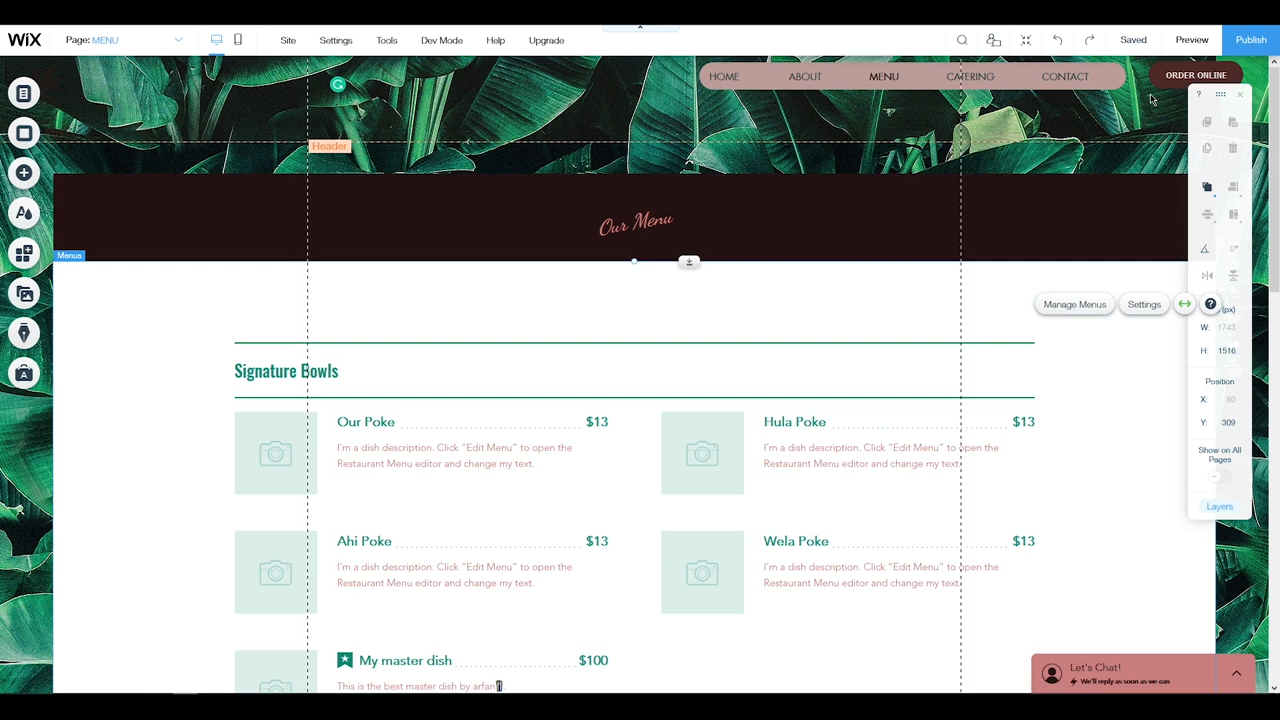 WiX Page: MENU Site Settings Tools Dev Mode Help Upgrade Saved Preview Publish
HOME ABOUT MENU CATERING CONTACT ORDER ONLINE
G
?
Header
Our Menu
Menus
0°
Manage Menus Settings ? (px)
W: 1743
H: 1516
Position
X: 80
Y: 309
Show on All
Pages
Layers
Signature Bowls
Our Poke $13
I'm a dish description. Click "Edit Menu" to open the
Restaurant Menu editor and change my text.
Hula Poke $13
I'm a dish description. Click "Edit Menu" to open the
Restaurant Menu editor and change my text.
Ahi Poke $13
I'm a dish description. Click "Edit Menu" to open the
Restaurant Menu editor and change my text.
Wela Poke $13
I'm a dish description. Click "Edit Menu" to open the
Restaurant Menu editor and change my text.
My master dish $100
This is the best master dish by arfan
Let's Chat!
We'll reply as soon as we can